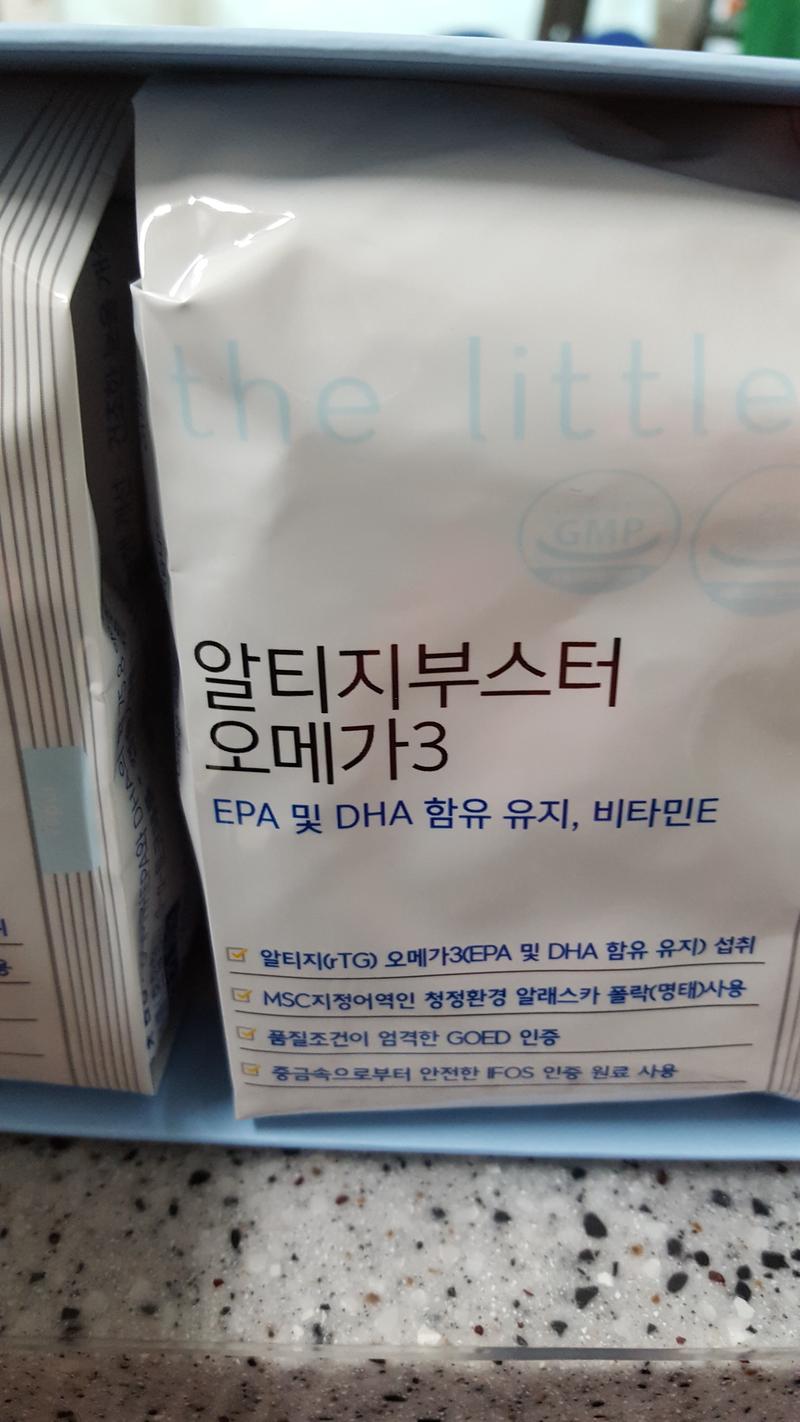 the little
GMP
알티지부스터
오메가3
EPA 및 DHA 함유 유지, 비타민E
알티지(rTG) 오메가3(EPA 및 DHA 함유 유지) 섭취
MSC지정어역인 청정환경 알래스카 폴락(명태)사용
품질조건이 엄격한 GOED 인증
중금속으로부터 안전한 IFOS 인증 원료 사용